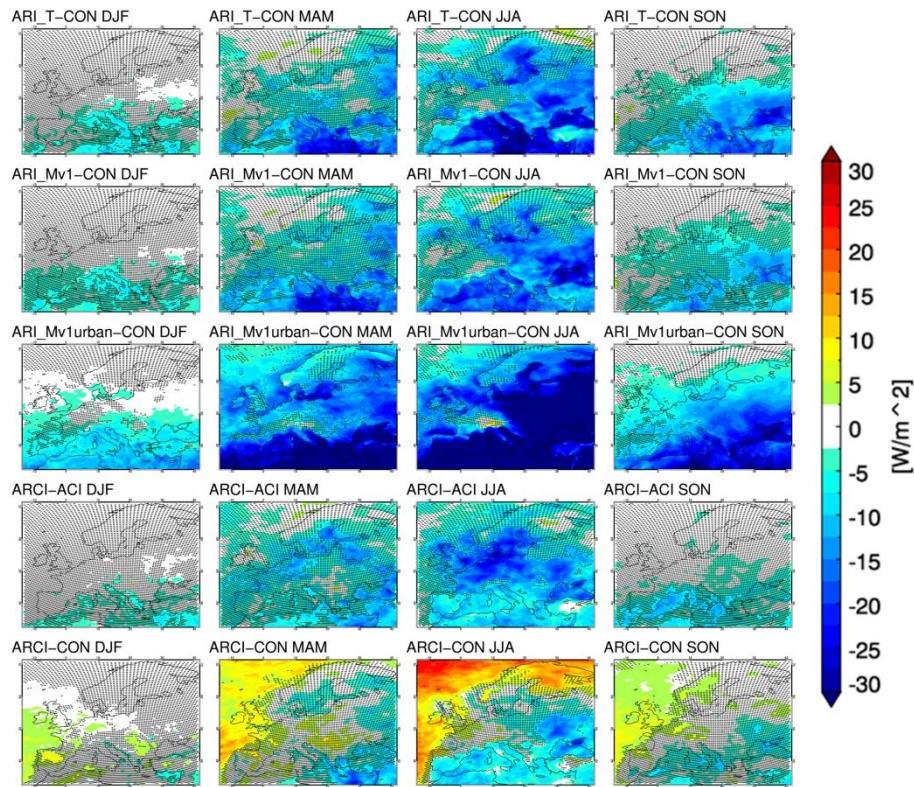 ARI_T-CON DJF
ARI_T-CON MAM
ARI_T-CON JJA
ARI_T-CON SON
ARI_Mv1-CON DJF
ARI_Mv1-CON MAM
ARI_Mv1-CON JJA
ARI_Mv1-CON SON
ARI_Mv1urban-CON DJF
ARI_Mv1urban-CON MAM
ARI_Mv1urban-CON JJA
ARI_Mv1urban-CON SON
ARCI-ACI DJF
ARCI-ACI MAM
ARCI-ACI JJA
ARCI-ACI SON
ARCI-CON DJF
ARCI-CON MAM
ARCI-CON JJA
ARCI-CON SON
30
25
20
15
10
5
0
-5
-10
-15
-20
-25
-30
[W/m^2]